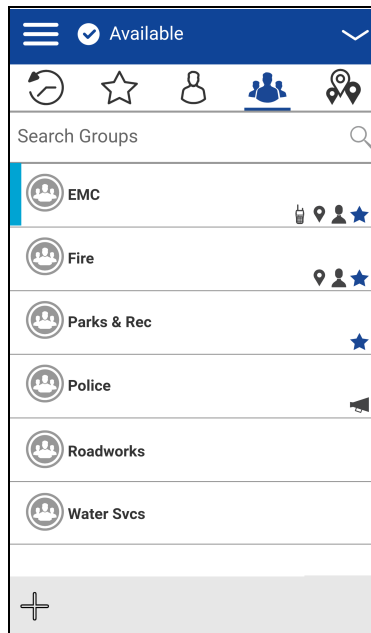 Available
Search Groups
EMC
Fire
Parks & Rec
Police
Roadworks
Water Svcs